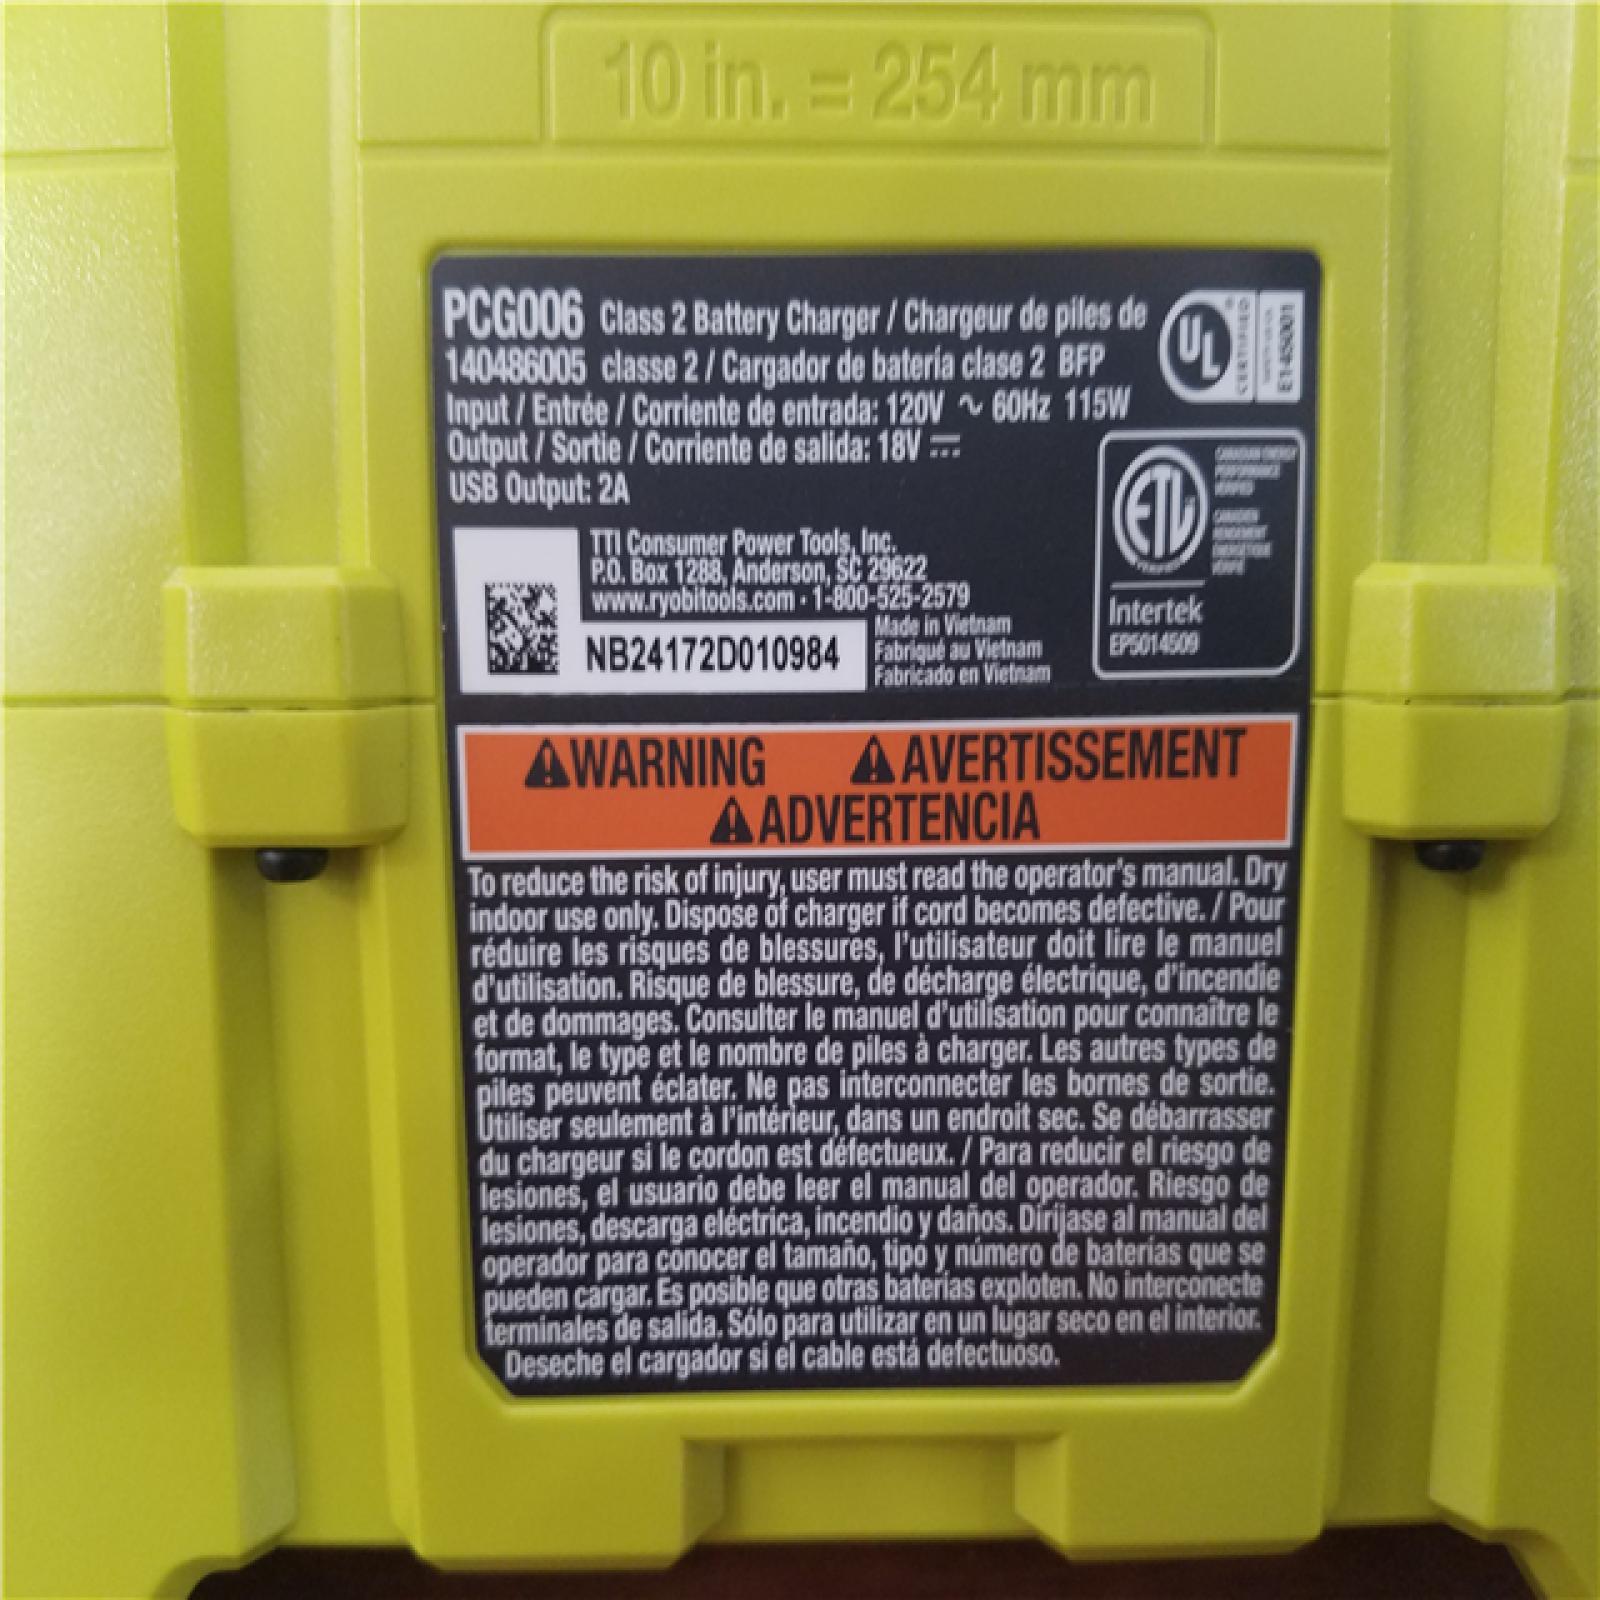 10 in. = 254 mm
PCG006 Class 2 Battery Charger / Chargeur de piles de
140486005 classe 2 / Cargador de batería clase 2 BFP
Input / Entrée / Corriente de entrada: 120V ~ 60Hz 115W
Output / Sortie / Corriente de salida: 18V ⎓
USB Output: 2A
UL ®
CERTIFIED
E145001
ETL
CANADIAN ENERGY
PERFORMANCE
VERIFIED
CANADIEN
RENDEMENT
ÉNERGÉTIQUE
VÉRIFIÉ
Intertek
EP5014509
TTI Consumer Power Tools, Inc.
P.O. Box 1288, Anderson, SC 29622
www.ryobitools.com · 1-800-525-2579
NB24172D010984
Made in Vietnam
Fabriqué au Vietnam
Fabricado en Vietnam
⚠WARNING ⚠AVERTISSEMENT
⚠ADVERTENCIA
To reduce the risk of injury, user must read the operator's manual. Dry
indoor use only. Dispose of charger if cord becomes defective. / Pour
réduire les risques de blessures, l'utilisateur doit lire le manuel
d'utilisation. Risque de blessure, de décharge électrique, d'incendie
et de dommages. Consulter le manuel d'utilisation pour connaître le
format, le type et le nombre de piles à charger. Les autres types de
piles peuvent éclater. Ne pas interconnecter les bornes de sortie.
Utiliser seulement à l'intérieur, dans un endroit sec. Se débarrasser
du chargeur si le cordon est défectueux. / Para reducir el riesgo de
lesiones, el usuario debe leer el manual del operador. Riesgo de
lesiones, descarga eléctrica, incendio y daños. Diríjase al manual del
operador para conocer el tamaño, tipo y número de baterías que se
pueden cargar. Es posible que otras baterías exploten. No interconecte
terminales de salida. Sólo para utilizar en un lugar seco en el interior.
Deseche el cargador si el cable está defectuoso.